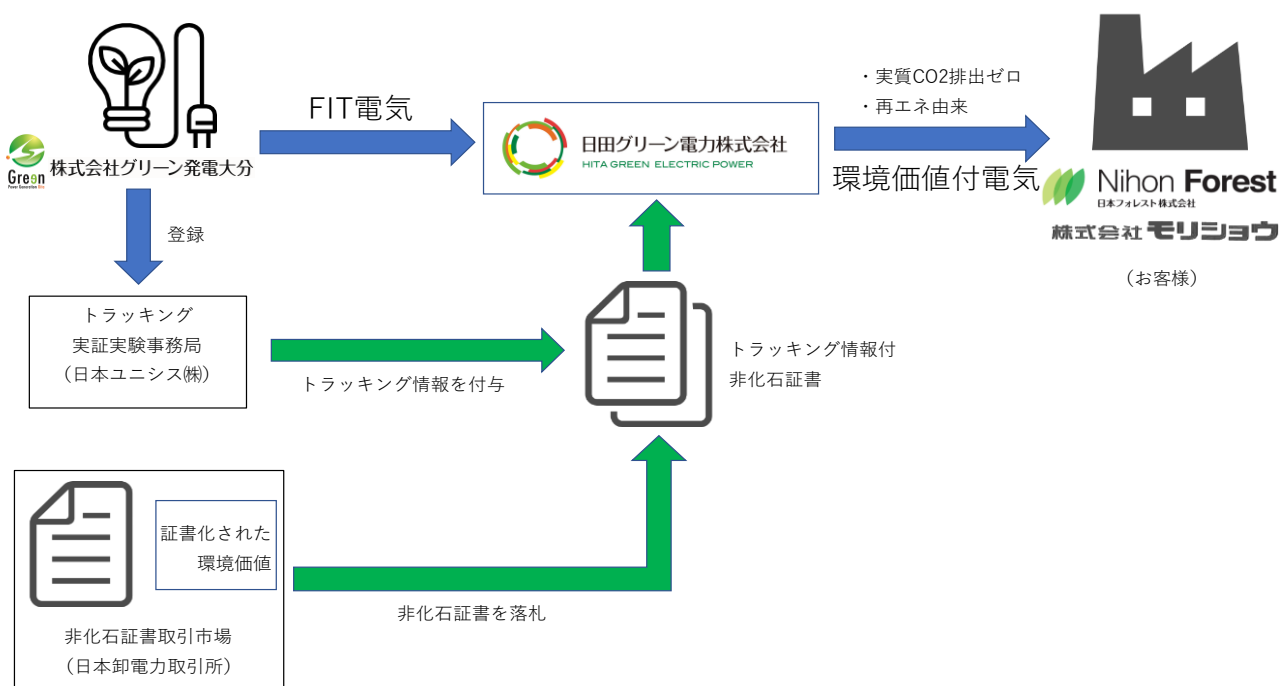 FIT電気
・実質CO2排出ゼロ
・再エネ由来
日田グリーン電力株式会社
HITA GREEN ELECTRIC POWER
Green
Power Generation Oita
株式会社グリーン発電大分
環境価値付電気
Nihon Forest
日本フォレスト株式会社
株式会社モリショウ
（お客様）
登録
トラッキング
実証実験事務局
（日本ユニシス㈱）
トラッキング情報を付与
トラッキング情報付
非化石証書
証書化された
環境価値
非化石証書を落札
非化石証書取引市場
（日本卸電力取引所）